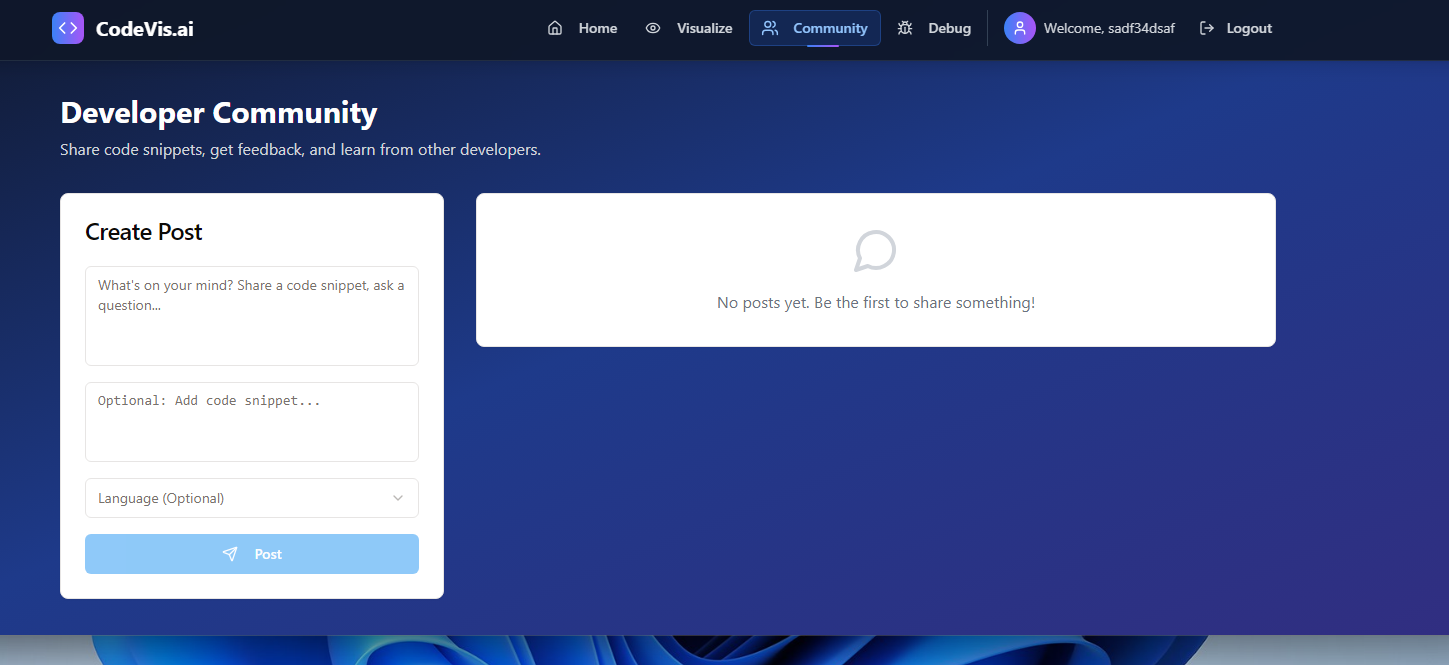 CodeVis.ai
Home
Visualize
Community
Debug
Welcome, sadf34dsaf
Logout
Developer Community
Share code snippets, get feedback, and learn from other developers.
Create Post
What's on your mind? Share a code snippet, ask a
question...
Optional: Add code snippet...
Language (Optional)
Post
No posts yet. Be the first to share something!